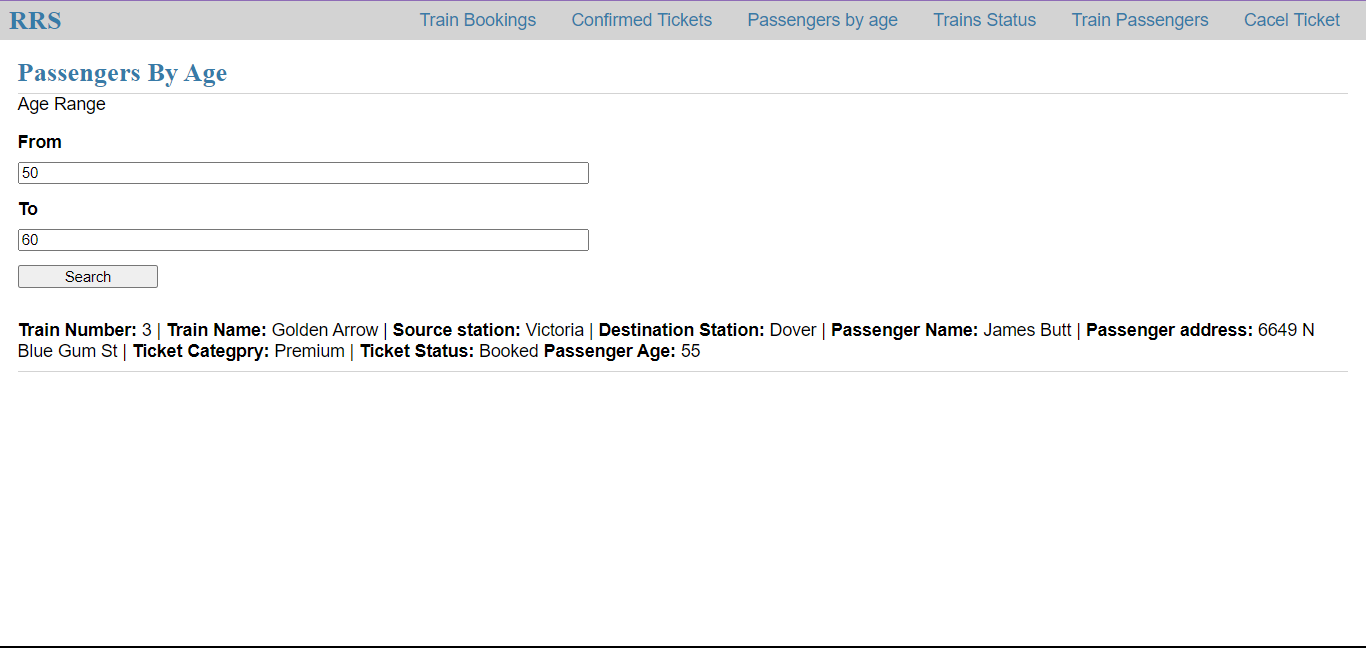 RRS Train Bookings Confirmed Tickets Passengers by age Trains Status Train Passengers Cacel Ticket
Passengers By Age
Age Range
From
50
To
60
Search
Train Number: 3 | Train Name: Golden Arrow | Source station: Victoria | Destination Station: Dover | Passenger Name: James Butt | Passenger address: 6649 N
Blue Gum St | Ticket Categpry: Premium | Ticket Status: Booked Passenger Age: 55